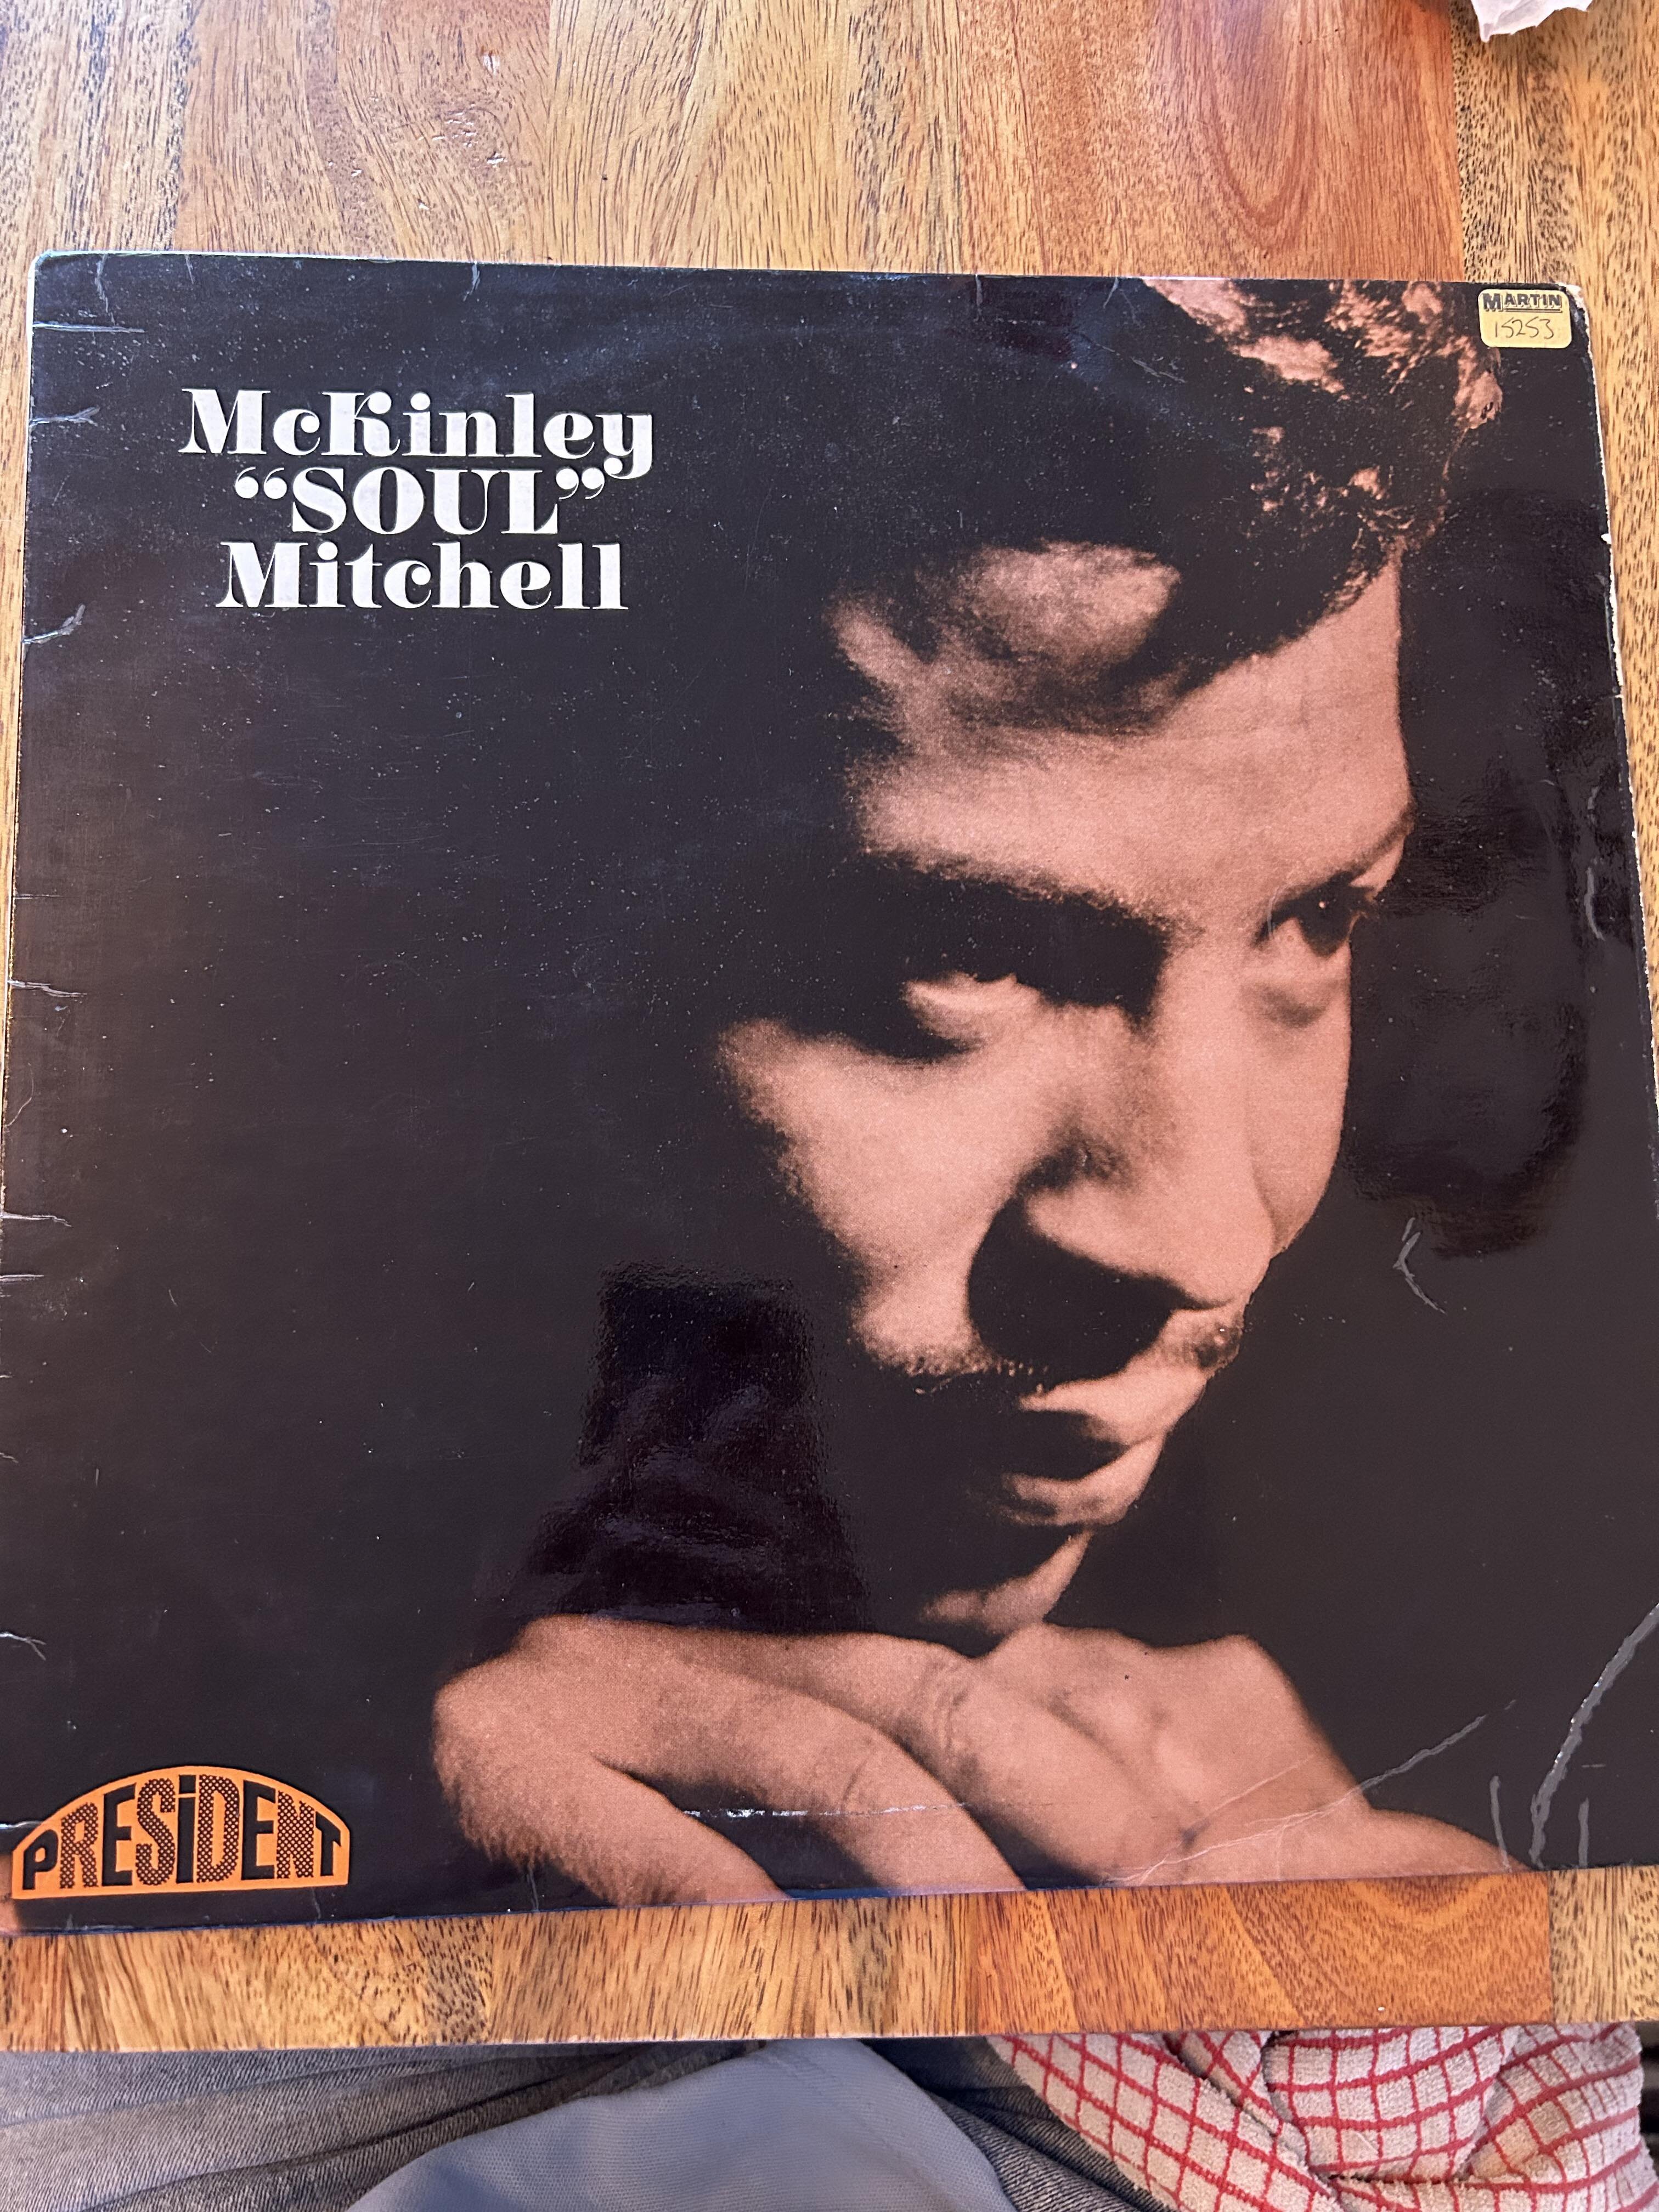 MARTIN
15253
McKinley
“SOUL”
Mitchell
PRESiDENT